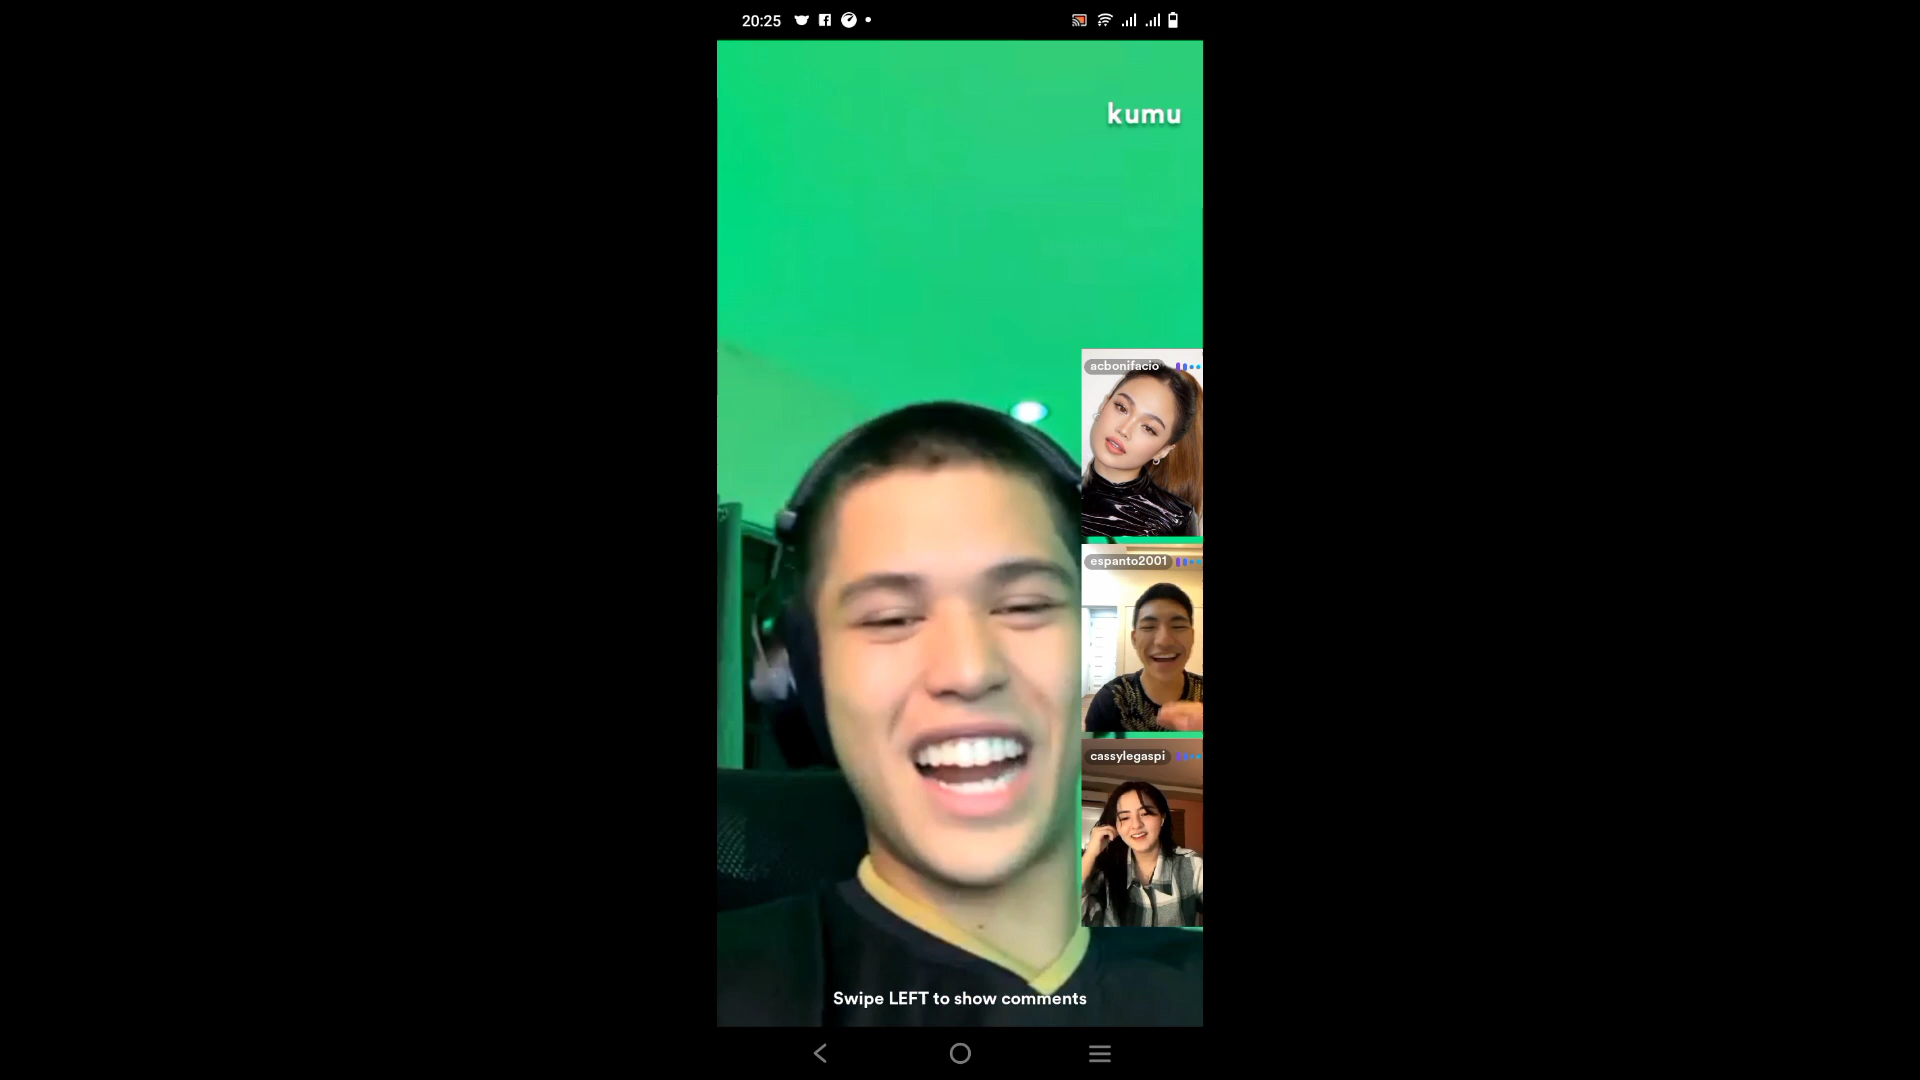 20:25
kumu
acbonifacio
espanto2001
cassylegaspi
Swipe LEFT to show comments